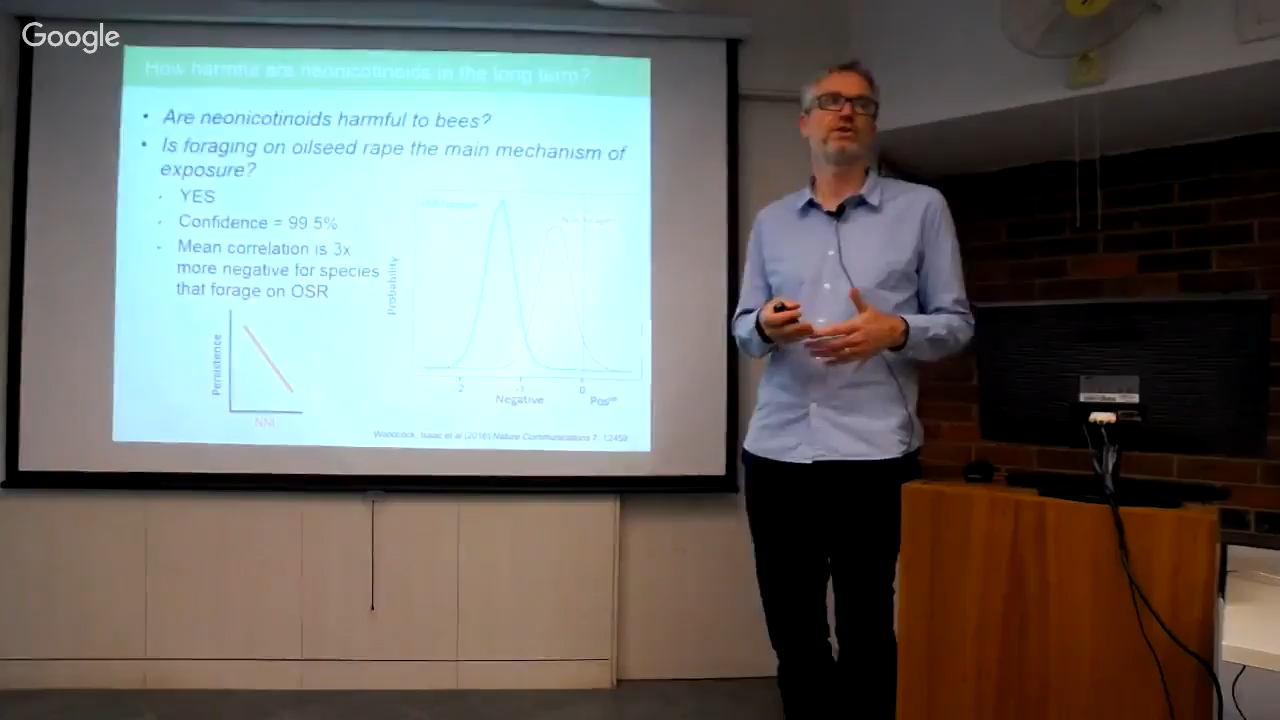 Google
How harmful are neonicotinoids in the long term?
• Are neonicotinoids harmful to bees?
• Is foraging on oilseed rape the main mechanism of
exposure?
YES
Confidence = 99.5%
Mean correlation is 3x
more negative for species
that forage on OSR
Persistence
NNI
Probability
2
-1
0
Negative
Woodcock, Isaac et al (2016) Nature Communications 7: 12459